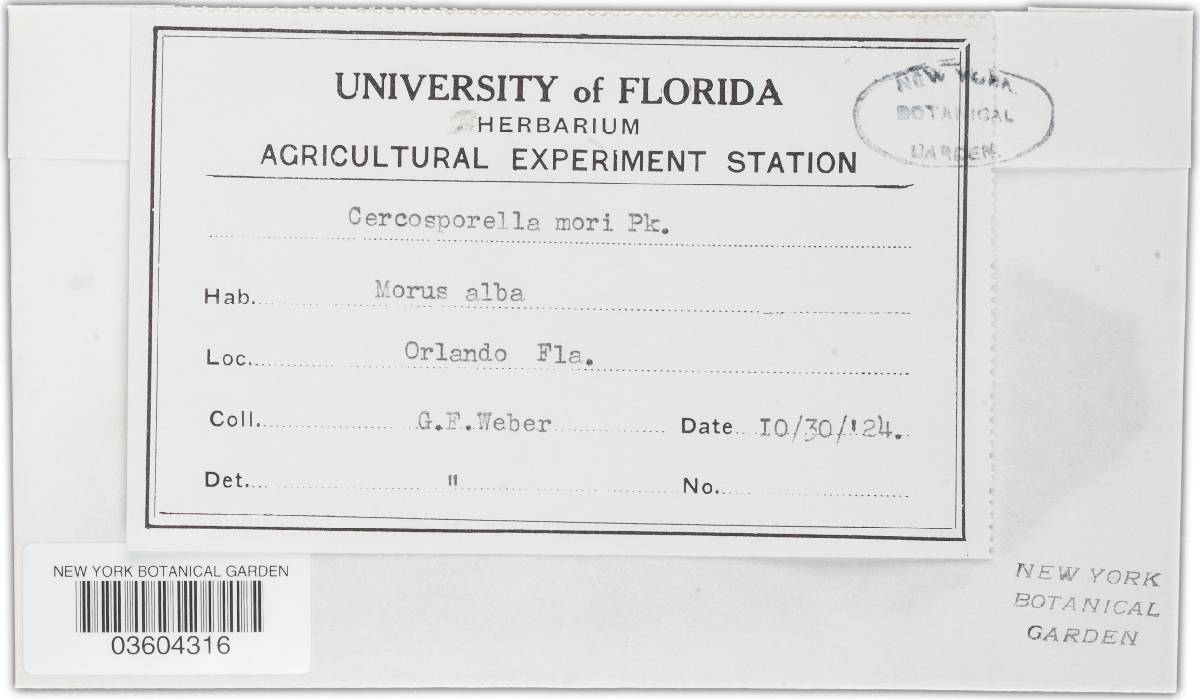 UNIVERSITY of FLORIDA
HERBARIUM
AGRICULTURAL EXPERIMENT STATION
Cercosporella mori Pk.
Hab. Morus alba
Loc. Orlando Fla.
Coll. G.F.Weber Date 10/30/'24.
Det. " No.
NEW YORK
BOTANICAL
GARDEN
NEW YORK BOTANICAL GARDEN
03604316
NEW YORK
BOTANICAL
GARDEN